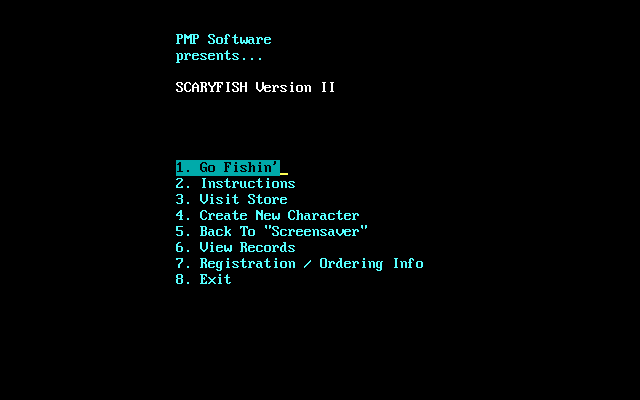 PMP Software
presents...
SCARYFISH Version II
1. Go Fishin'
2. Instructions
3. Visit Store
4. Create New Character
5. Back To "Screensaver"
6. View Records
7. Registration / Ordering Info
8. Exit